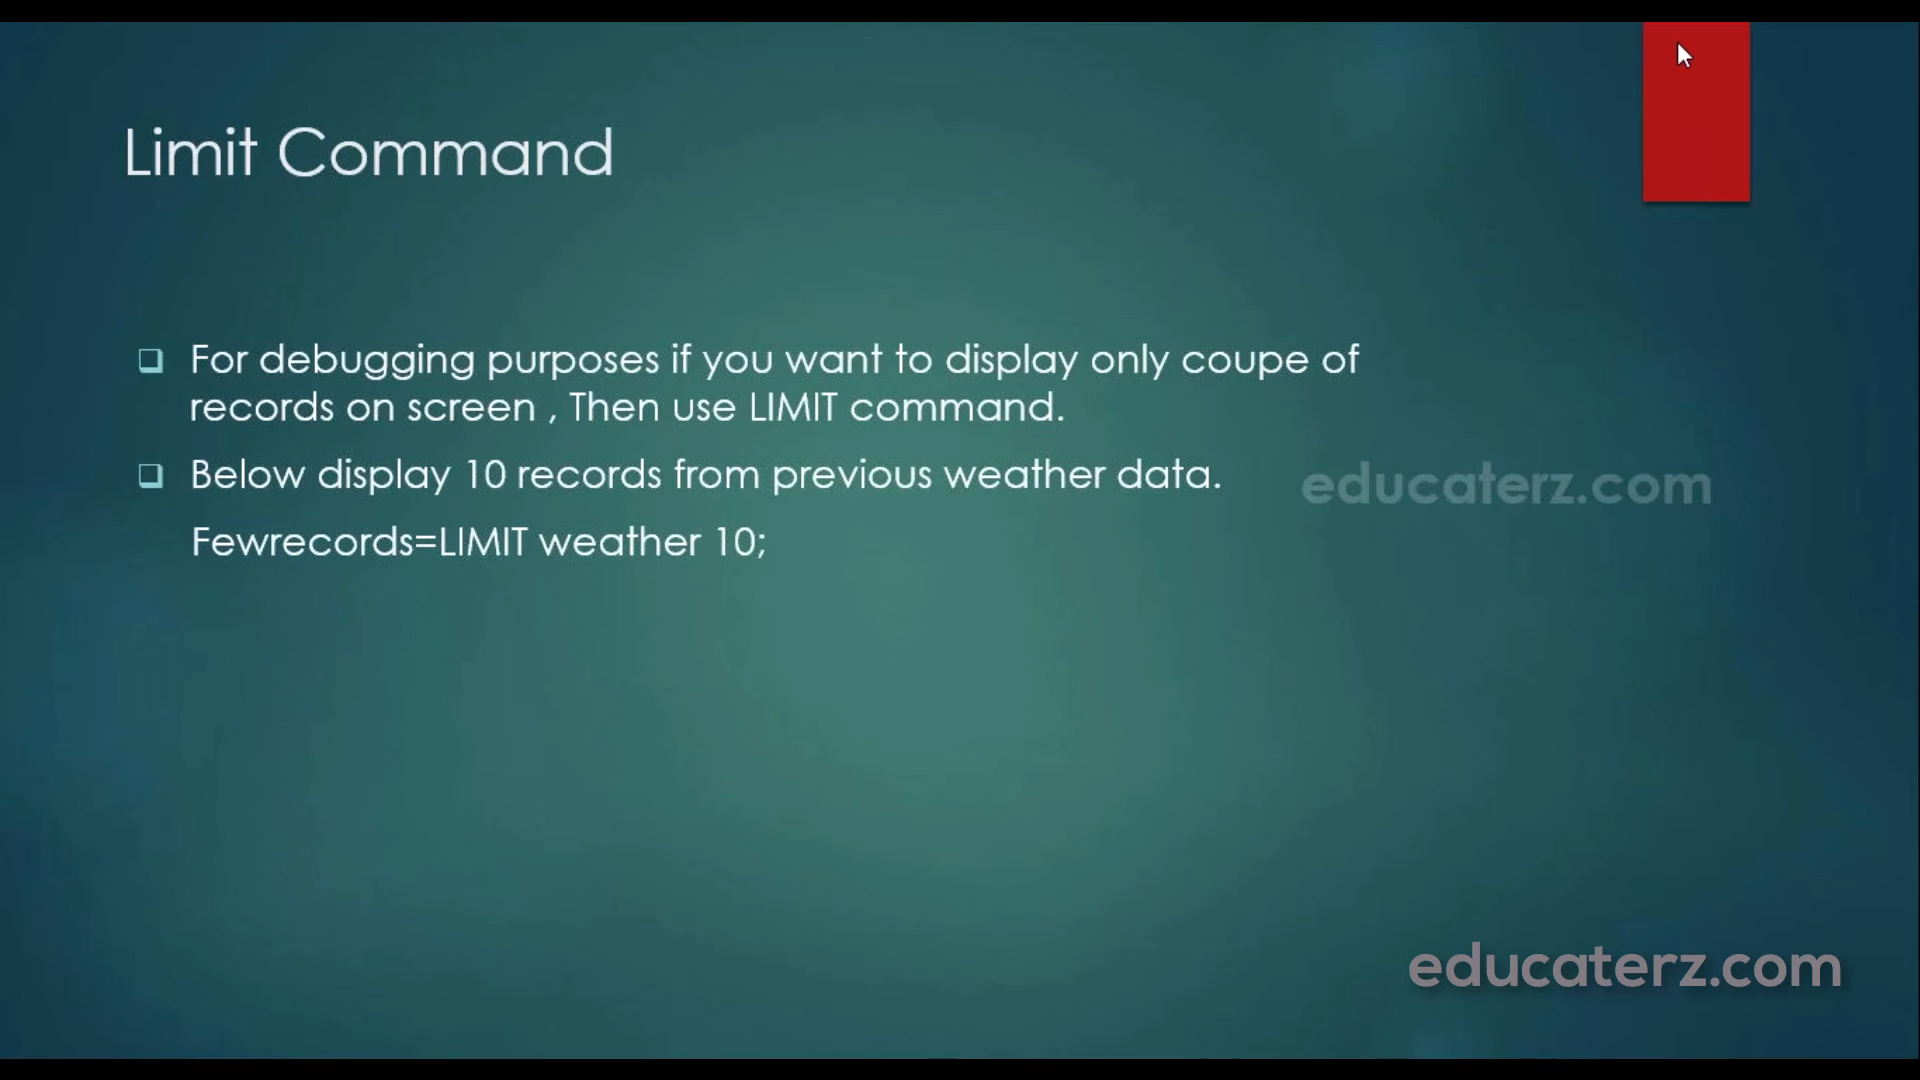 Limit Command
For debugging purposes if you want to display only coupe of
records on screen , Then use LIMIT command.
Below display 10 records from previous weather data.
educaterz.com
Fewrecords=LIMIT weather 10;
educaterz.com